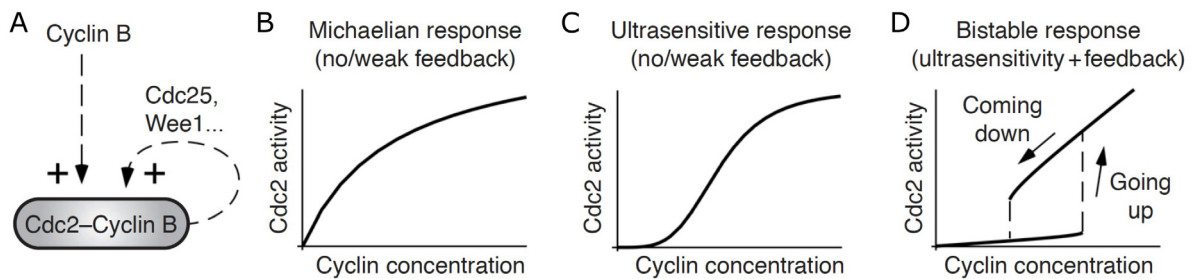 A
Cyclin B
Cdc25,
Wee1...
+
+
Cdc2–Cyclin B
B
Michaelian response
(no/weak feedback)
Cdc2 activity
Cyclin concentration
C
Ultrasensitive response
(no/weak feedback)
Cdc2 activity
Cyclin concentration
D
Bistable response
(ultrasensitivity+feedback)
Cdc2 activity
Coming
down
Going
up
Cyclin concentration